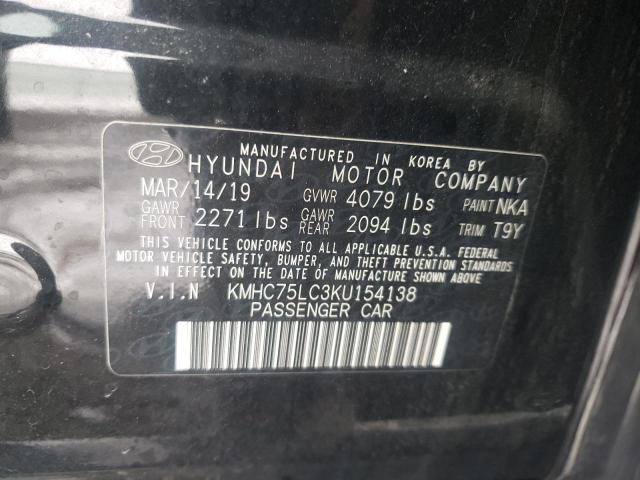 MANUFACTURED IN KOREA BY
HYUNDAI MOTOR COMPANY
MAR/14/19 GVWR 4079 lbs PAINT NKA
GAWR FRONT 2271 lbs GAWR REAR 2094 lbs TRIM T9Y
THIS VEHICLE CONFORMS TO ALL APPLICABLE U.S.A. FEDERAL
MOTOR VEHICLE SAFETY, BUMPER, AND THEFT PREVENTION STANDARDS
IN EFFECT ON THE DATE OF MANUFACTURE SHOWN ABOVE
V.I.N KMHC75LC3KU154138
PASSENGER CAR